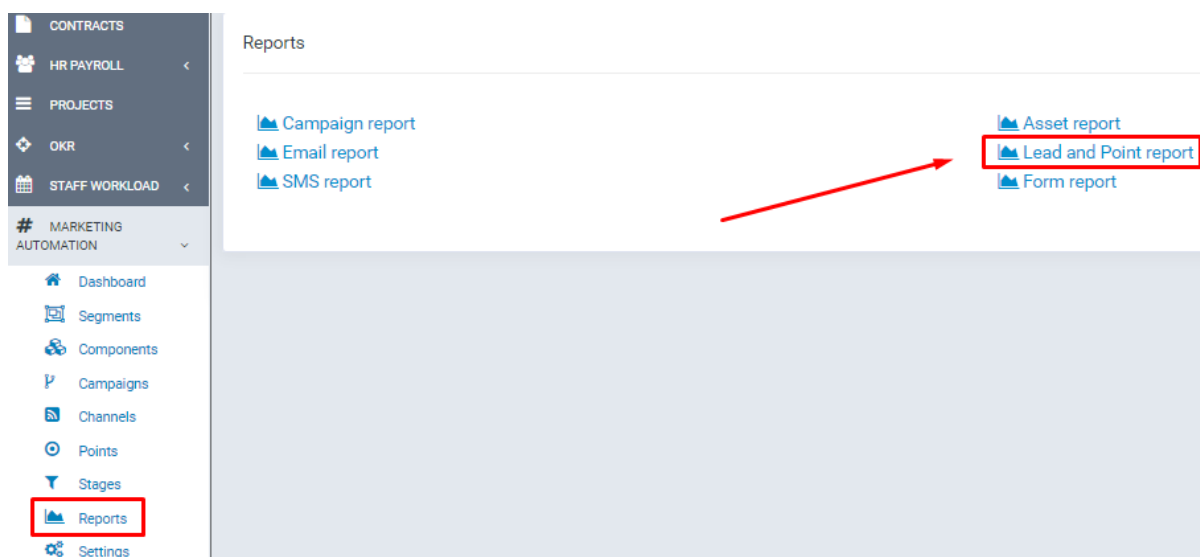 CONTRACTS
HR PAYROLL
PROJECTS
OKR
STAFF WORKLOAD
MARKETING
AUTOMATION
Dashboard
Segments
Components
Campaigns
Channels
Points
Stages
Reports
Settings
Reports
Campaign report
Email report
SMS report
Asset report
Lead and Point report
Form report